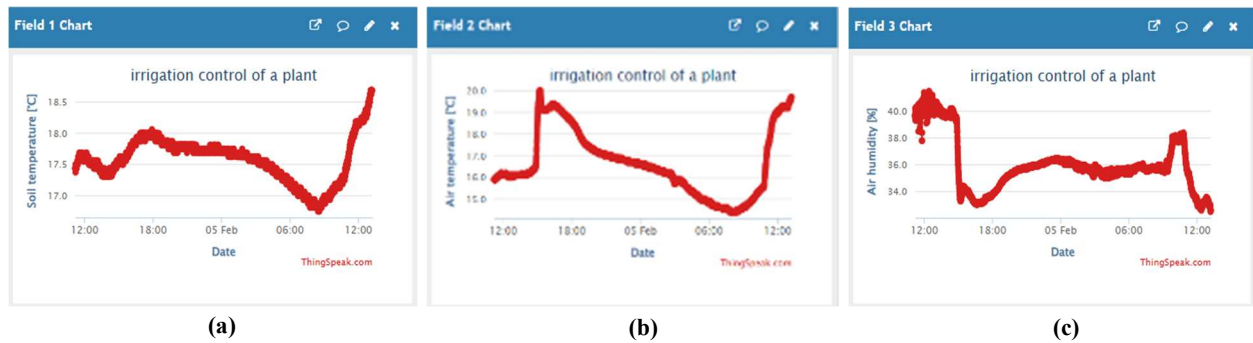 Field 1 Chart
irrigation control of a plant
Soil temperature [°C]
18.5
18.0
17.5
17.0
12:00 18:00 05 Feb 06:00 12:00
Date
ThingSpeak.com
(a)
Field 2 Chart
irrigation control of a plant
Air temperature [°C]
20.0
19.0
18.0
16.0
15.0
12:00 18:00 05 Feb 06:00 12:00
Date
ThingSpeak.com
(b)
Field 3 Chart
irrigation control of a plant
Air humidity [%]
40.0
38.0
36.0
34.0
12:00 18:00 05 Feb 06:00 12:00
Date
ThingSpeak.com
(c)